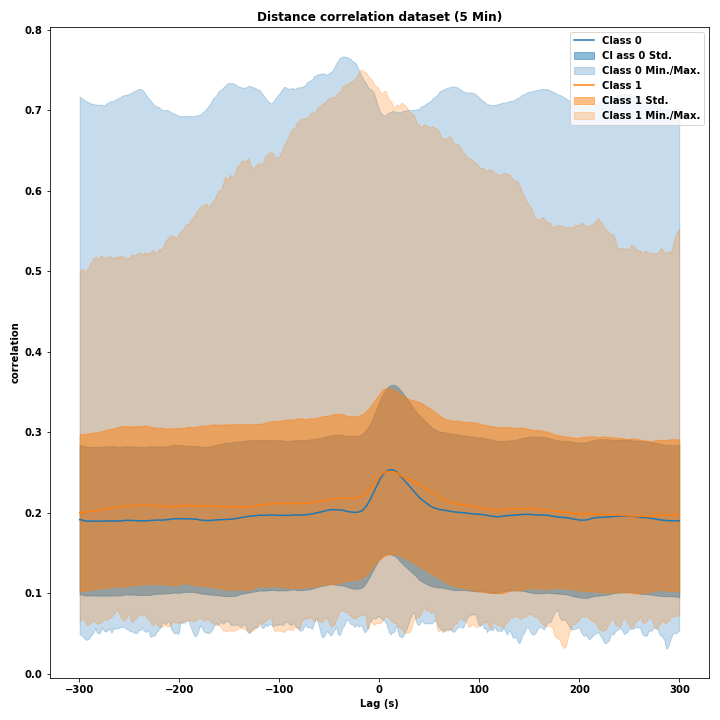 Distance correlation dataset (5 Min)
Class 0
Cl ass 0 Std.
Class 0 Min./Max.
Class 1
Class 1 Std.
Class 1 Min./Max.
0.8
0.7
0.6
0.5
0.4
0.3
0.2
0.1
0.0
correlation
−300
−200
−100
0
100
200
300
Lag (s)